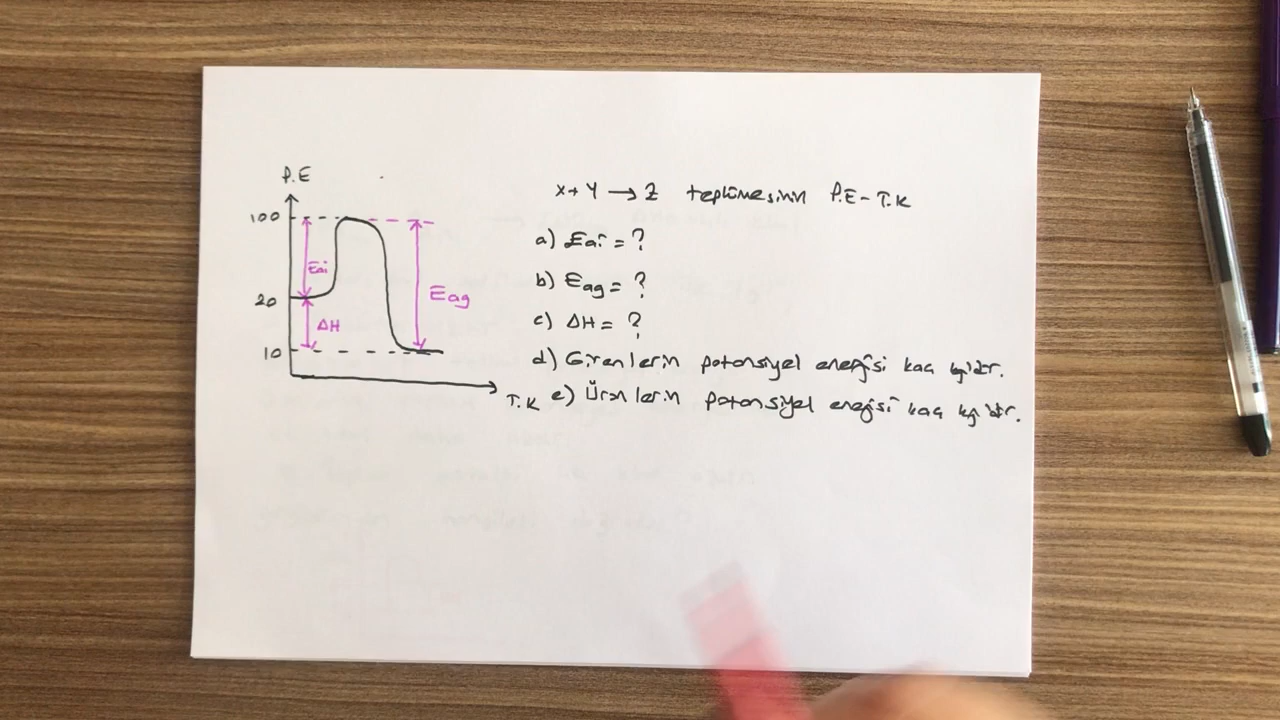 P.E
100
Eai
20
ΔH
10
Eag
T.K
X + Y → Z tepkimesinin P.E - T.K
a) Eai = ?
b) Eag = ?
c) ΔH = ?
d) Girenlerin potansiyel enerjisi kaç kj'dır.
e) Ürünlerin potansiyel enerjisi kaç kj'dır.